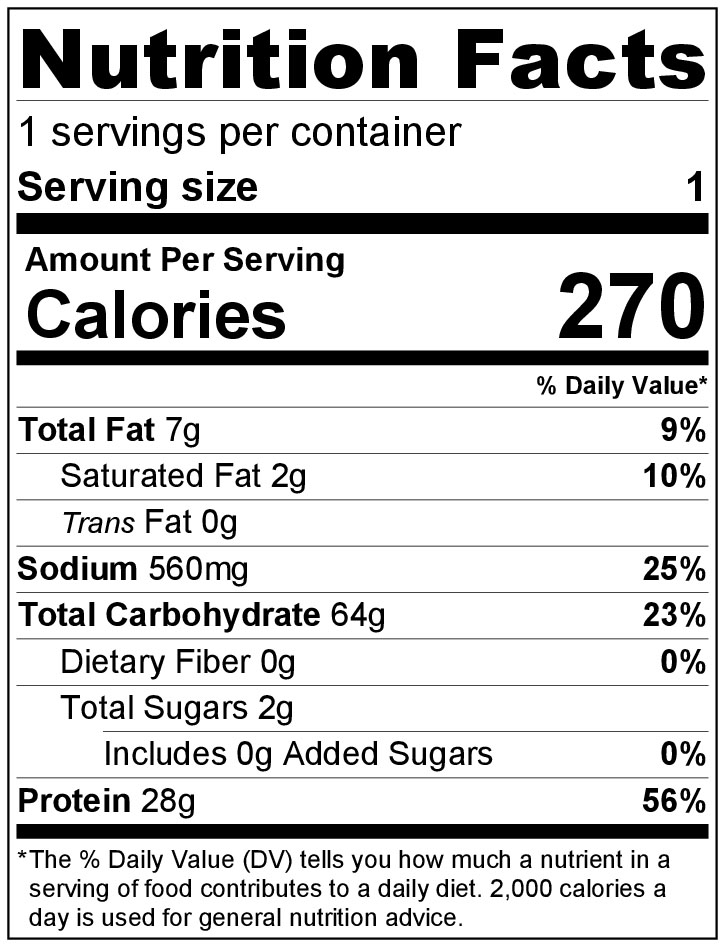 Nutrition Facts
1 servings per container
Serving size 1
Amount Per Serving
Calories 270
% Daily Value*
Total Fat 7g 9%
Saturated Fat 2g 10%
Trans Fat 0g
Sodium 560mg 25%
Total Carbohydrate 64g 23%
Dietary Fiber 0g 0%
Total Sugars 2g
Includes 0g Added Sugars 0%
Protein 28g 56%
*The % Daily Value (DV) tells you how much a nutrient in a
serving of food contributes to a daily diet. 2,000 calories a
day is used for general nutrition advice.